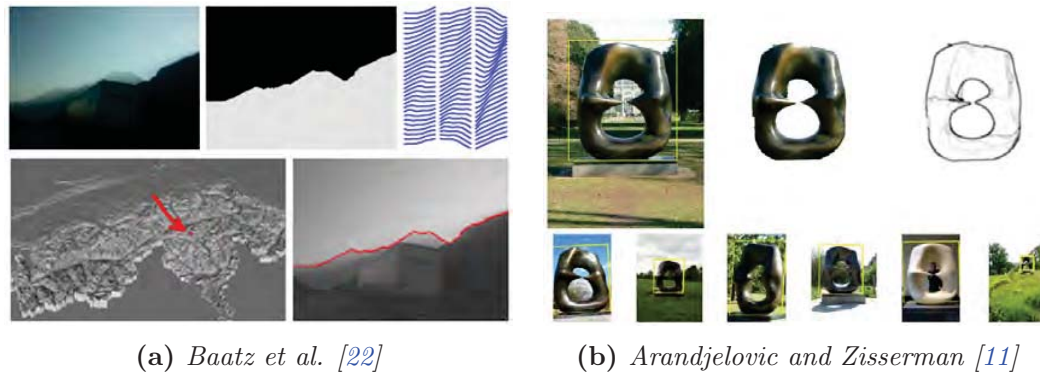 (a) Baatz et al. [22]
(b) Arandjelovic and Zisserman [11]